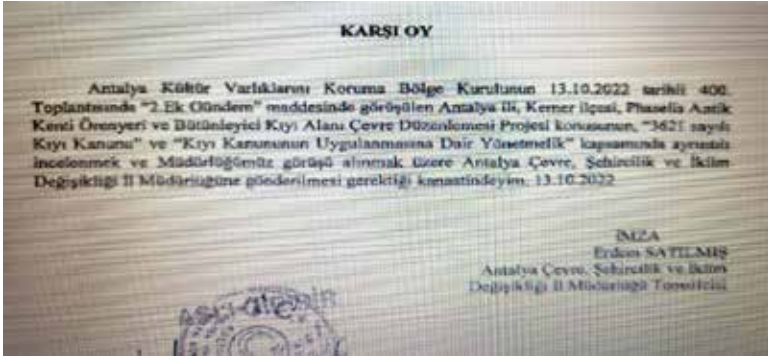 KARŞI OY
Antalya Kültür Varlıklarını Koruma Bölge Kurulunun 13.10.2022 tarihli 400.
Toplantısında "2.Ek Gündem" maddesinde görüşülen Antalya İli, Kemer ilçesi, Phaselis Antik
Kenti Örenyeri ve Bütünleyici Kıyı Alanı Çevre Düzenlemesi Projesi konusunun, "3621 sayılı
Kıyı Kanunu" ve "Kıyı Kanununun Uygulanmasına Dair Yönetmelik" kapsamında ayrıntılı
incelenmek ve Müdürlüğümüz görüşü alınmak üzere Antalya Çevre, Şehircilik ve İklim
Değişikliği İl Müdürlüğüne gönderilmesi gerektiği kanaatindeyim. 13.10.2022
İMZA
Erdem SATILMIŞ
Antalya Çevre, Şehircilik ve İklim
Değişikliği İl Müdürlüğü Temsilcisi
ASLI GİBİDİR